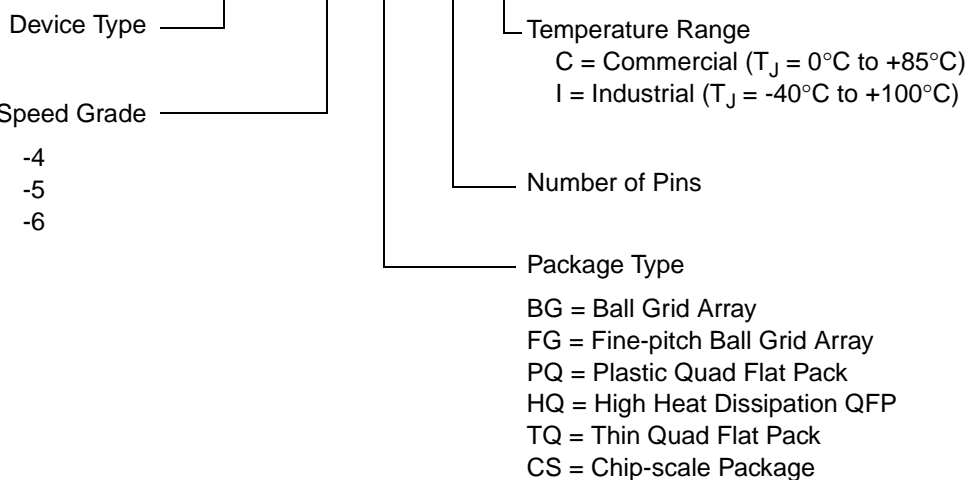 Device Type
Speed Grade
-4
-5
-6
Temperature Range
C = Commercial (TJ = 0°C to +85°C)
I = Industrial (TJ = -40°C to +100°C)
Number of Pins
Package Type
BG = Ball Grid Array
FG = Fine-pitch Ball Grid Array
PQ = Plastic Quad Flat Pack
HQ = High Heat Dissipation QFP
TQ = Thin Quad Flat Pack
CS = Chip-scale Package